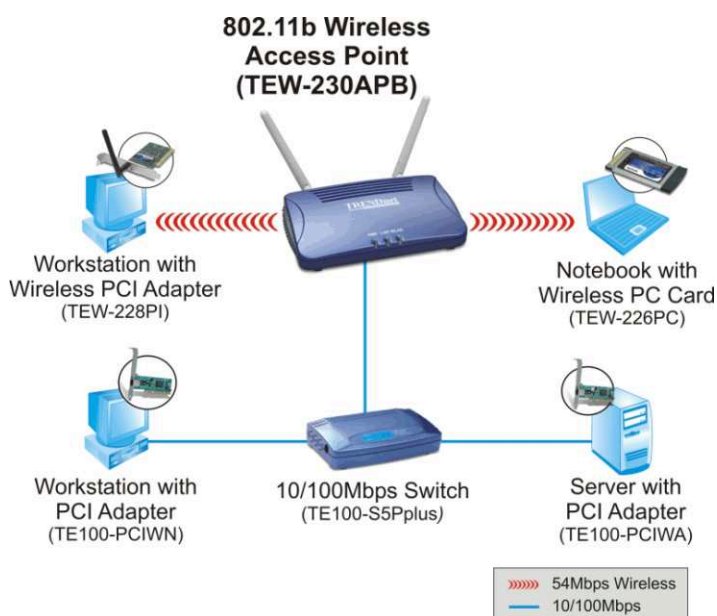 802.11b Wireless
Access Point
(TEW-230APB)
TRENDnet
Workstation with
Wireless PCI Adapter
(TEW-228PI)
Notebook with
Wireless PC Card
(TEW-226PC)
Workstation with
PCI Adapter
(TE100-PCIWN)
10/100Mbps Switch
(TE100-S5Pplus)
Server with
PCI Adapter
(TE100-PCIWA)
54Mbps Wireless
10/100Mbps